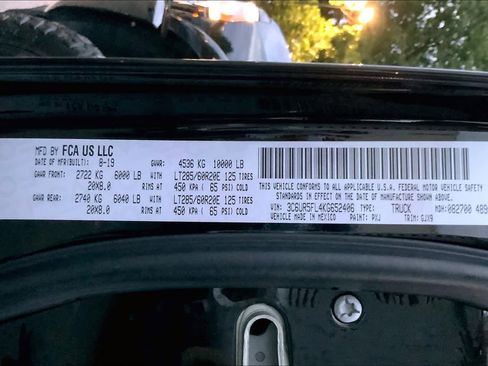 MFD BY FCA US LLC
DATE OF MFR(BUILT): 8-19 GVWR: 4536 KG 10000 LB
GAWR FRONT: 2722 KG 6000 LB WITH LT285/60R20E 125 TIRES
20X8.0 RIMS AT 450 KPA ( 65 PSI) COLD
GAWR REAR: 2740 KG 6040 LB WITH LT285/60R20E 125 TIRES
20X8.0 RIMS AT 450 KPA ( 65 PSI) COLD
THIS VEHICLE CONFORMS TO ALL APPLICABLE U.S.A. FEDERAL MOTOR VEHICLE
SAFETY STANDARDS IN EFFECT ON THE DATE OF MANUFACTURE SHOWN ABOVE.
VIN: 3C6UR5FL4KG652406 TYPE: TRUCK MDH: 082700 489
VEHICLE MADE IN MEXICO PAINT: PXJ TRIM: GJX9